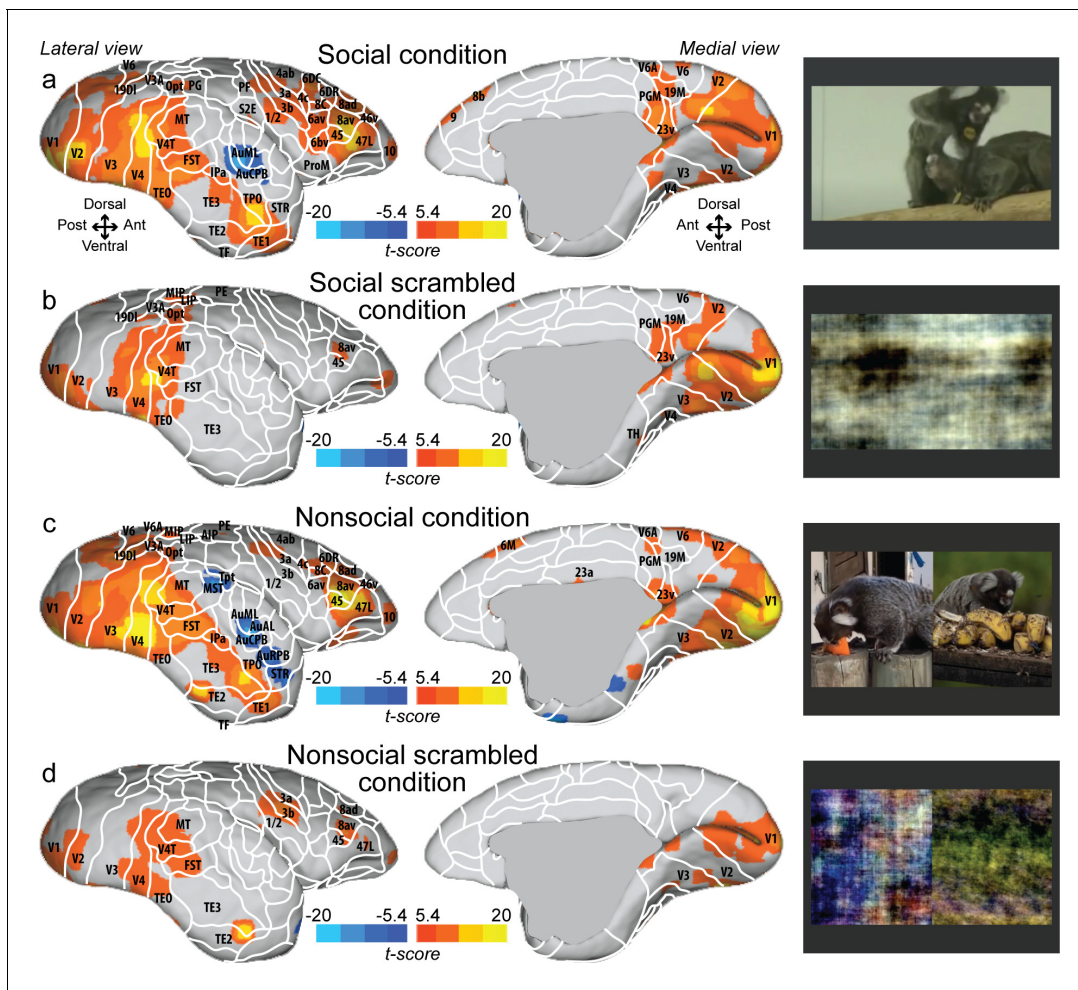 Lateral view
Social condition
Medial view
a
V6
V3A
Opt
PG
19DI
PF
4ab
6DC
3a
4c
6DR
3b
8C
8ad
1/2
6av
8av
46v
S2E
45
47L
6bv
10
MT
V1
V2
V4T
V3
FST
V4
IPa
AuML
AuCPB
ProM
TEO
TE3
TPO
STR
TE2
TE1
TF
8b
9
V6A
V6
V2
PGM
19M
23v
V1
V3
V2
V4
Dorsal
Post
Ant
Ventral
-20
-5.4
5.4
20
t-score
Dorsal
Ant
Post
Ventral
b
Social scrambled
condition
MIP
LIP
PE
V3A
Opt
19DI
MT
8av
45
V1
V2
V4T
V3
FST
V4
TEO
TE3
V6
V2
PGM
19M
23v
V1
V3
V2
V4
TH
-20
-5.4
5.4
20
t-score
c
Nonsocial condition
V6
V6A
MIP
LIP
AIP
PE
V3A
Opt
19DI
4ab
3a
4c
6DR
3b
8C
8ad
1/2
6av
8av
46v
45
47L
10
MT
MST
Tpt
V1
V2
V4T
V3
FST
V4
IPa
AuML
AuAL
AuCPB
AuRPB
TEO
TE3
TPO
STR
TE2
TE1
TF
6M
23a
V6A
V6
V2
PGM
19M
23v
V1
V3
V2
-20
-5.4
5.4
20
t-score
d
Nonsocial scrambled
condition
3a
3b
1/2
8ad
8av
45
47L
MT
V1
V2
V4T
V3
FST
V4
TEO
TE3
TE2
V1
V3
V2
-20
-5.4
5.4
20
t-score